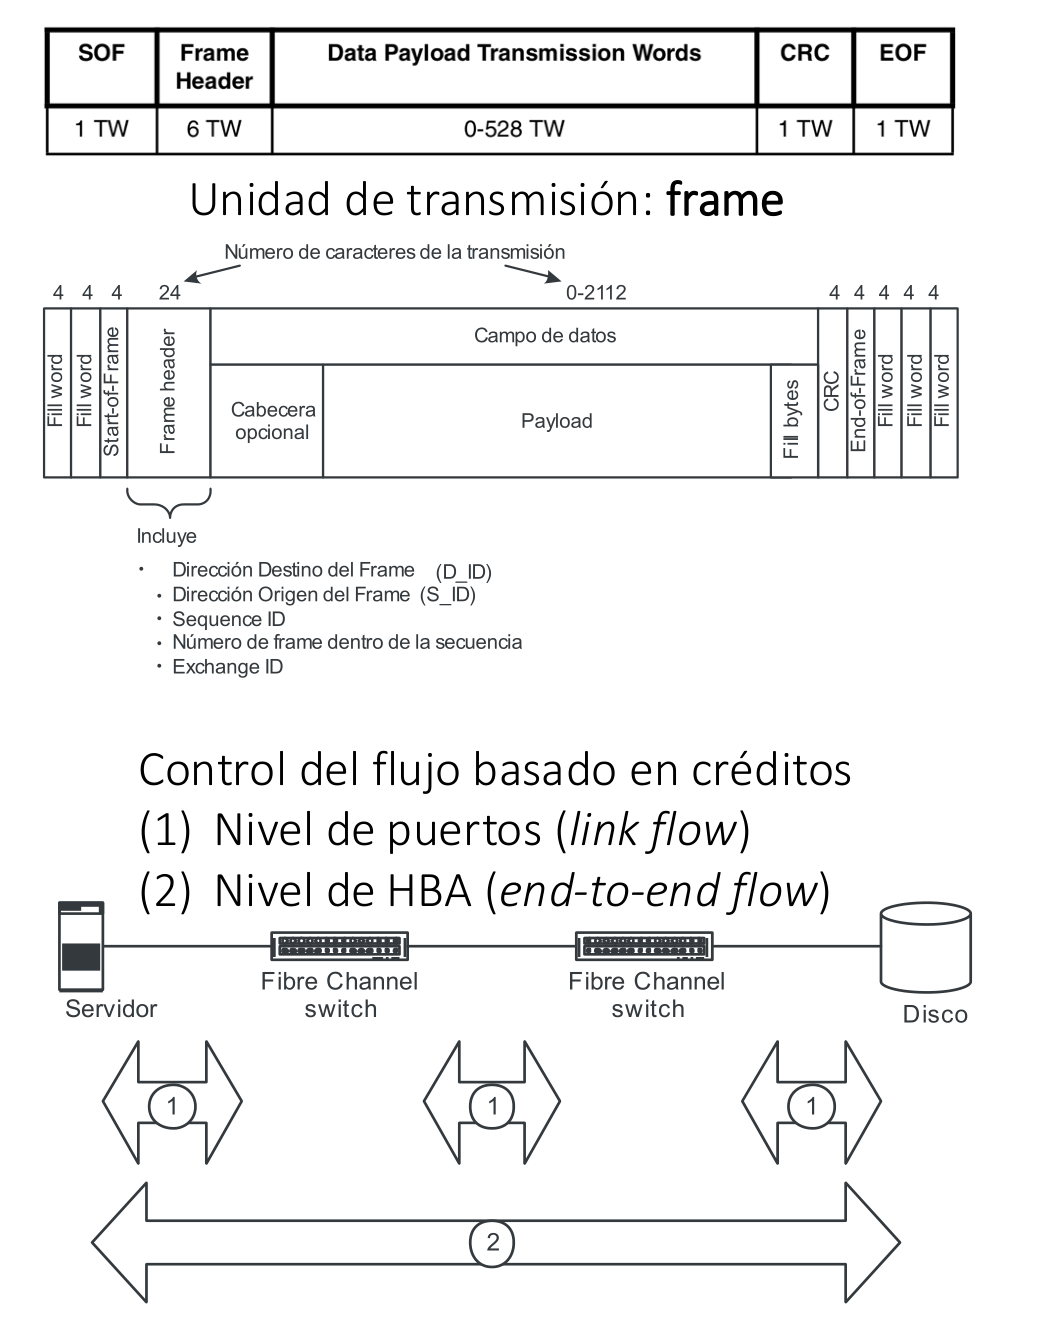 SOF Frame Data Payload Transmission Words CRC EOF
Header
1 TW 6 TW 0-528 TW 1 TW 1 TW
Unidad de transmisión: frame
Número de caracteres de la transmisión
4 4 4 24 0-2112 4 4 4 4 4
Fill word
Fill word
Start-of-Frame
Frame header
Campo de datos
Cabecera
opcional
Payload
Fill bytes
CRC
End-of-Frame
Fill word
Fill word
Fill word
Incluye
• Dirección Destino del Frame (D_ID)
• Dirección Origen del Frame (S_ID)
• Sequence ID
• Número de frame dentro de la secuencia
• Exchange ID
Control del flujo basado en créditos
(1) Nivel de puertos (link flow)
(2) Nivel de HBA (end-to-end flow)
Servidor
Fibre Channel
switch
Fibre Channel
switch
Disco
1 1 1
2